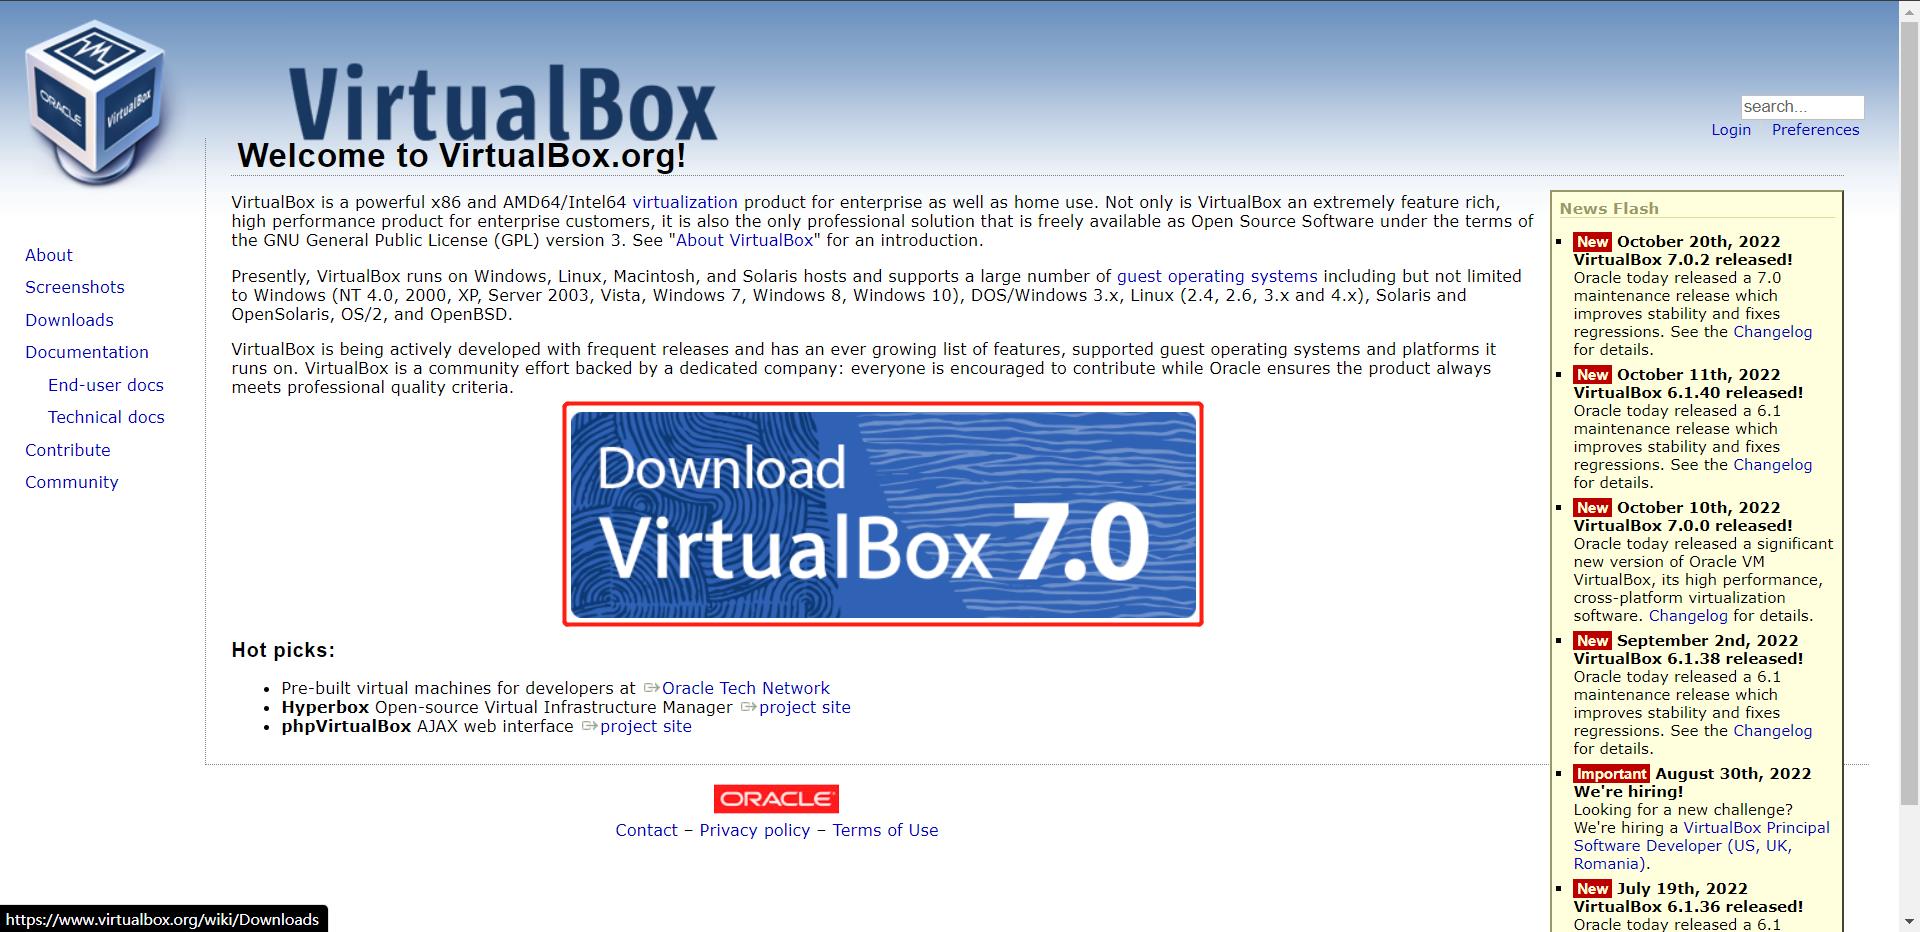 ORACLE
VirtualBox
VirtualBox
search...
Login Preferences
Welcome to VirtualBox.org!
About
Screenshots
Downloads
Documentation
End-user docs
Technical docs
Contribute
Community
VirtualBox is a powerful x86 and AMD64/Intel64 virtualization product for enterprise as well as home use. Not only is VirtualBox an extremely feature rich,
high performance product for enterprise customers, it is also the only professional solution that is freely available as Open Source Software under the terms of
the GNU General Public License (GPL) version 3. See "About VirtualBox" for an introduction.
Presently, VirtualBox runs on Windows, Linux, Macintosh, and Solaris hosts and supports a large number of guest operating systems including but not limited
to Windows (NT 4.0, 2000, XP, Server 2003, Vista, Windows 7, Windows 8, Windows 10), DOS/Windows 3.x, Linux (2.4, 2.6, 3.x and 4.x), Solaris and
OpenSolaris, OS/2, and OpenBSD.
VirtualBox is being actively developed with frequent releases and has an ever growing list of features, supported guest operating systems and platforms it
runs on. VirtualBox is a community effort backed by a dedicated company: everyone is encouraged to contribute while Oracle ensures the product always
meets professional quality criteria.
Download
VirtualBox 7.0
Hot picks:
Pre-built virtual machines for developers at Oracle Tech Network
Hyperbox Open-source Virtual Infrastructure Manager project site
phpVirtualBox AJAX web interface project site
News Flash
New October 20th, 2022
VirtualBox 7.0.2 released!
Oracle today released a 7.0
maintenance release which
improves stability and fixes
regressions. See the Changelog
for details.
New October 11th, 2022
VirtualBox 6.1.40 released!
Oracle today released a 6.1
maintenance release which
improves stability and fixes
regressions. See the Changelog
for details.
New October 10th, 2022
VirtualBox 7.0.0 released!
Oracle today released a significant
new version of Oracle VM
VirtualBox, its high performance,
cross-platform virtualization
software. Changelog for details.
New September 2nd, 2022
VirtualBox 6.1.38 released!
Oracle today released a 6.1
maintenance release which
improves stability and fixes
regressions. See the Changelog
for details.
Important August 30th, 2022
We're hiring!
Looking for a new challenge?
We're hiring a VirtualBox Principal
Software Developer (US, UK,
Romania).
New July 19th, 2022
VirtualBox 6.1.36 released!
Oracle today released a 6.1
ORACLE
Contact – Privacy policy – Terms of Use
https://www.virtualbox.org/wiki/Downloads